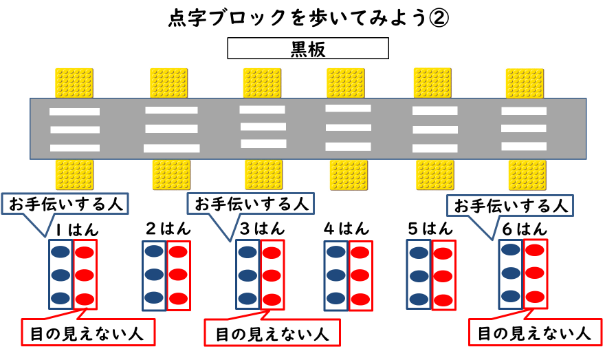 点字ブロックを歩いてみよう②
黒板
お手伝いする人
お手伝いする人
お手伝いする人
1はん
2はん
3はん
4はん
5はん
6はん
目の見えない人
目の見えない人
目の見えない人